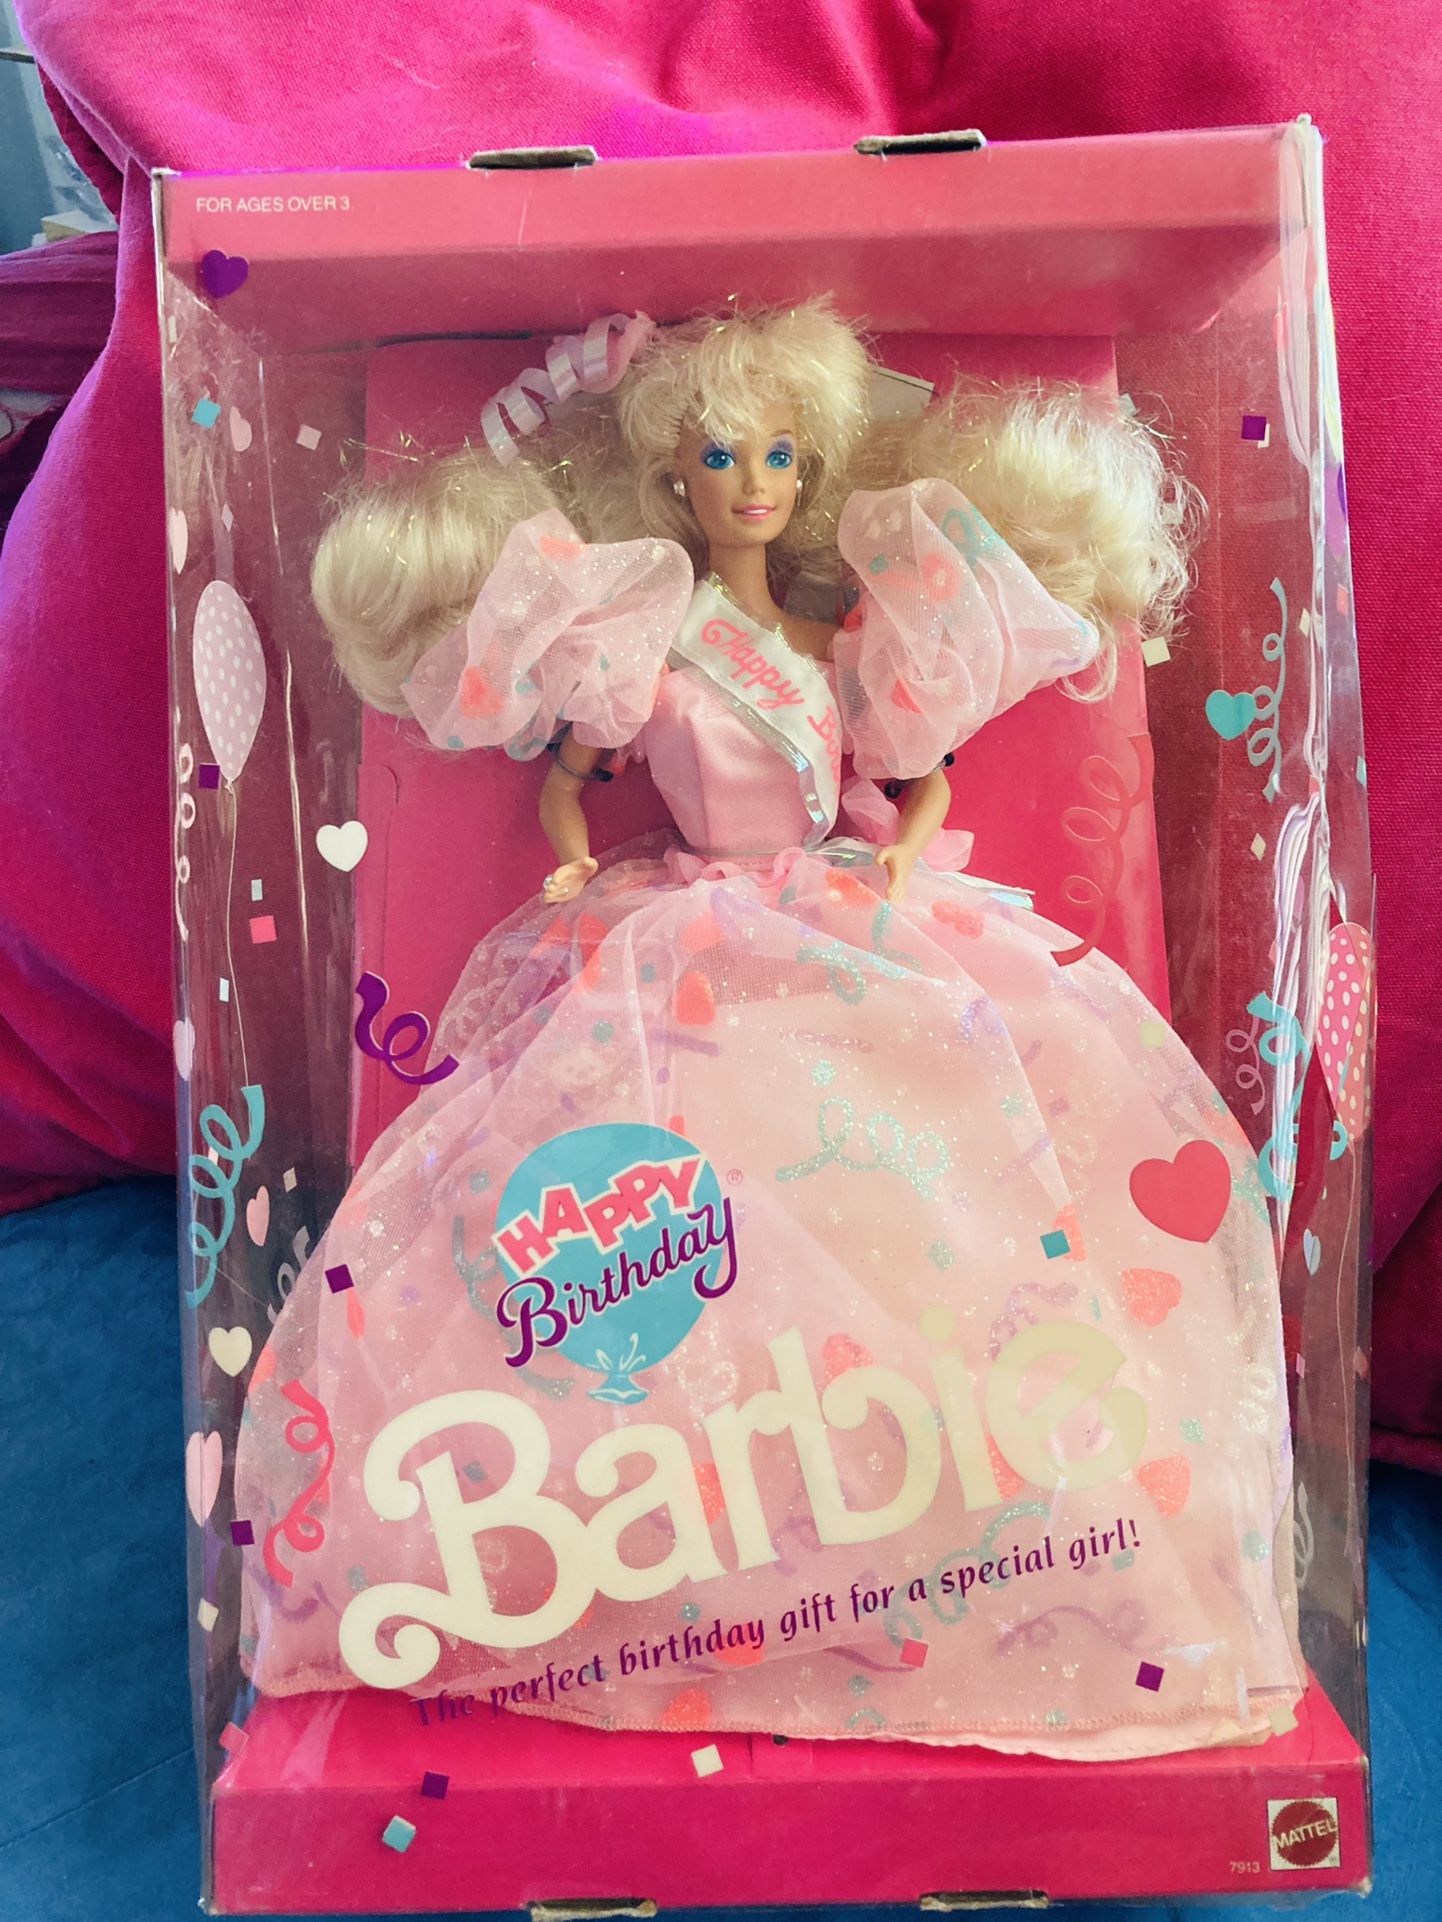 FOR AGES OVER 3.
Happy
HAPPY
Birthday®
Barbie
The perfect birthday gift for a special girl!
MATTEL
7913